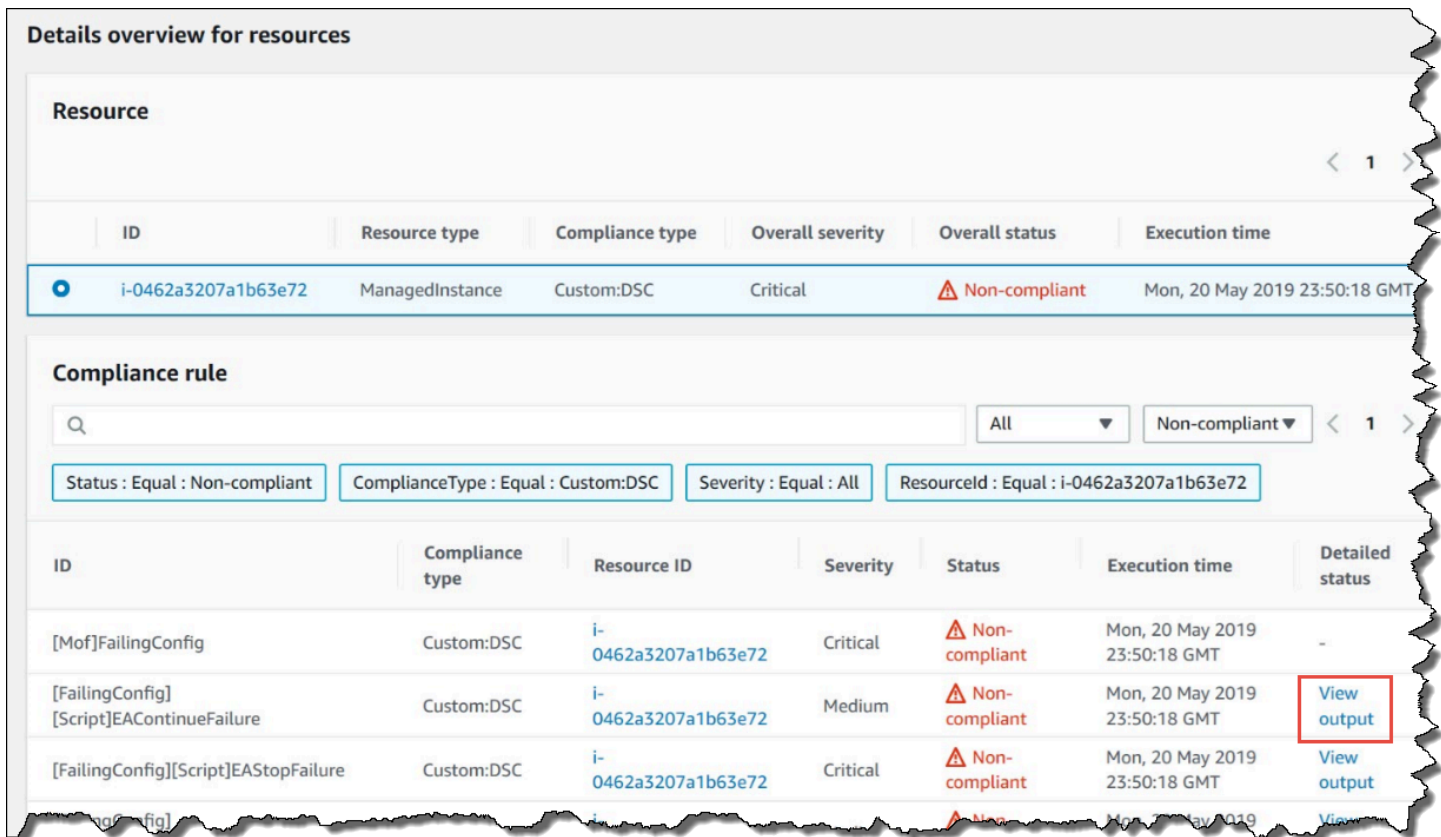 Details overview for resources
Resource
< 1 >
ID Resource type Compliance type Overall severity Overall status Execution time
i-0462a3207a1b63e72 ManagedInstance Custom:DSC Critical Non-compliant Mon, 20 May 2019 23:50:18 GMT
Compliance rule
All Non-compliant < 1 >
Status : Equal : Non-compliant ComplianceType : Equal : Custom:DSC Severity : Equal : All ResourceId : Equal : i-0462a3207a1b63e72
ID Compliance type Resource ID Severity Status Execution time Detailed status
[Mof]FailingConfig Custom:DSC i-0462a3207a1b63e72 Critical Non-compliant Mon, 20 May 2019 23:50:18 GMT -
[FailingConfig] [Script]EAContinueFailure Custom:DSC i-0462a3207a1b63e72 Medium Non-compliant Mon, 20 May 2019 23:50:18 GMT View output
[FailingConfig][Script]EAStopFailure Custom:DSC i-0462a3207a1b63e72 Critical Non-compliant Mon, 20 May 2019 23:50:18 GMT View output